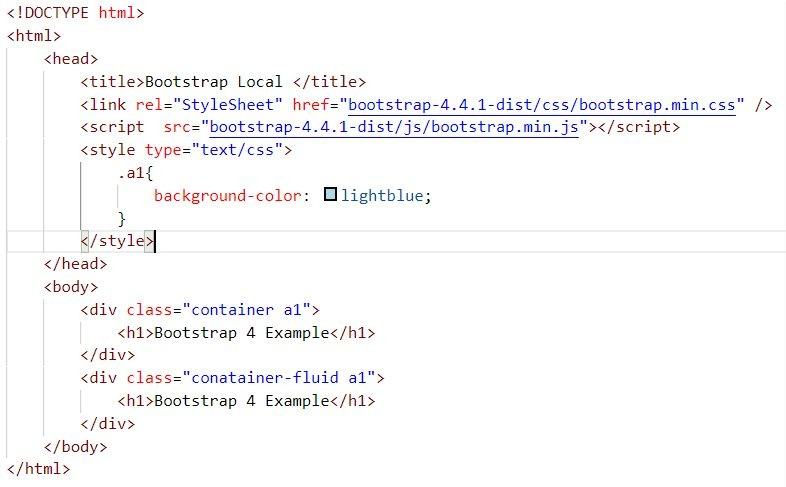 <!DOCTYPE html>
<html>
<head>
<title>Bootstrap Local </title>
<link rel="StyleSheet" href="bootstrap-4.4.1-dist/css/bootstrap.min.css" />
<script  src="bootstrap-4.4.1-dist/js/bootstrap.min.js"></script>
<style type="text/css">
.a1{
background-color: lightblue;
}
</style>
</head>
<body>
<div class="container a1">
<h1>Bootstrap 4 Example</h1>
</div>
<div class="conatainer-fluid a1">
<h1>Bootstrap 4 Example</h1>
</div>
</body>
</html>